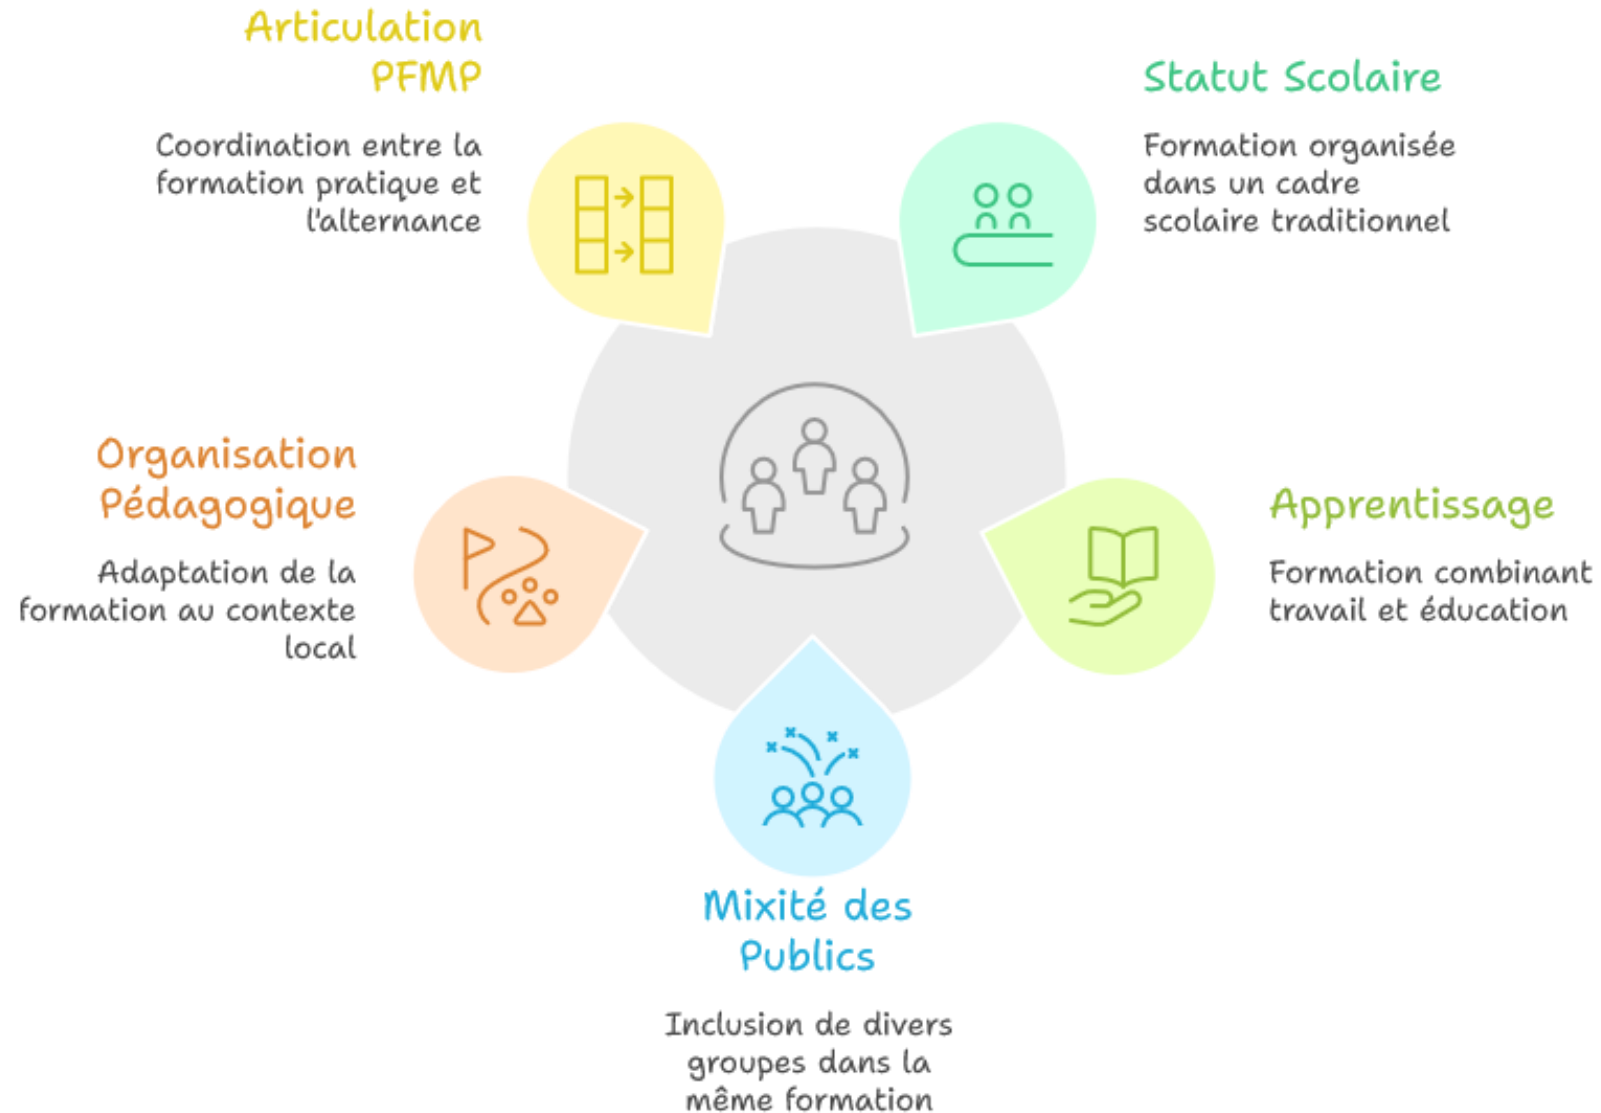 Articulation
PFMP
Coordination entre la
formation pratique et
l'alternance
Statut Scolaire
Formation organisée
dans un cadre
scolaire traditionnel
Organisation
Pédagogique
Adaptation de la
formation au contexte
local
Apprentissage
Formation combinant
travail et éducation
Mixité des
Publics
Inclusion de divers
groupes dans la
même formation